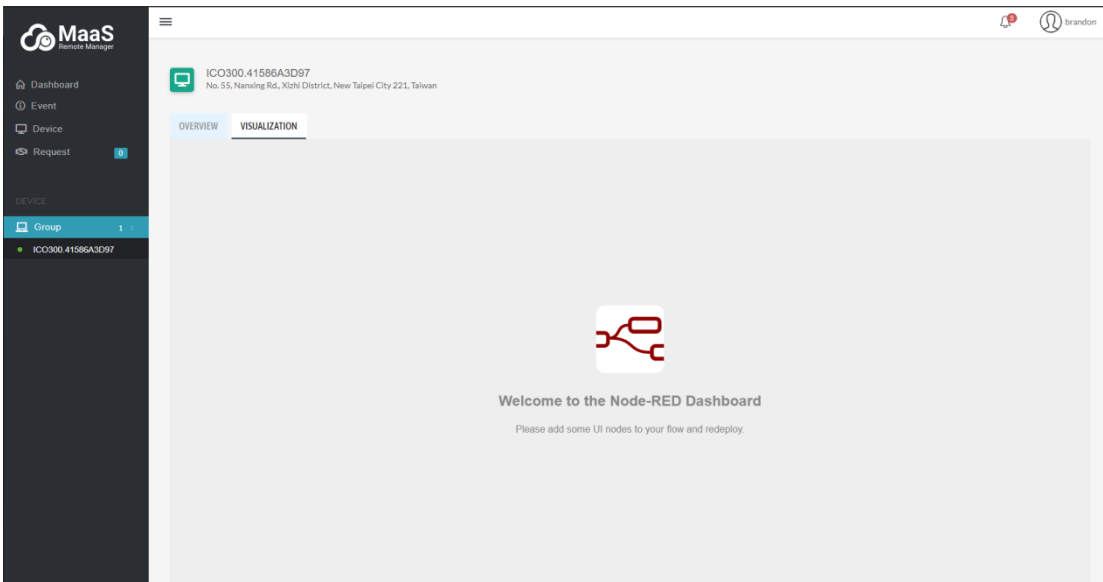 MaaS
Remote Manager
brandon
Dashboard
Event
Device
Request 0
DEVICE
Group 1
ICO300.41586A3D97
ICO300.41586A3D97
No. 55, Nanxing Rd., Xizhi District, New Taipei City 221, Taiwan
OVERVIEW VISUALIZATION
Welcome to the Node-RED Dashboard
Please add some UI nodes to your flow and redeploy.